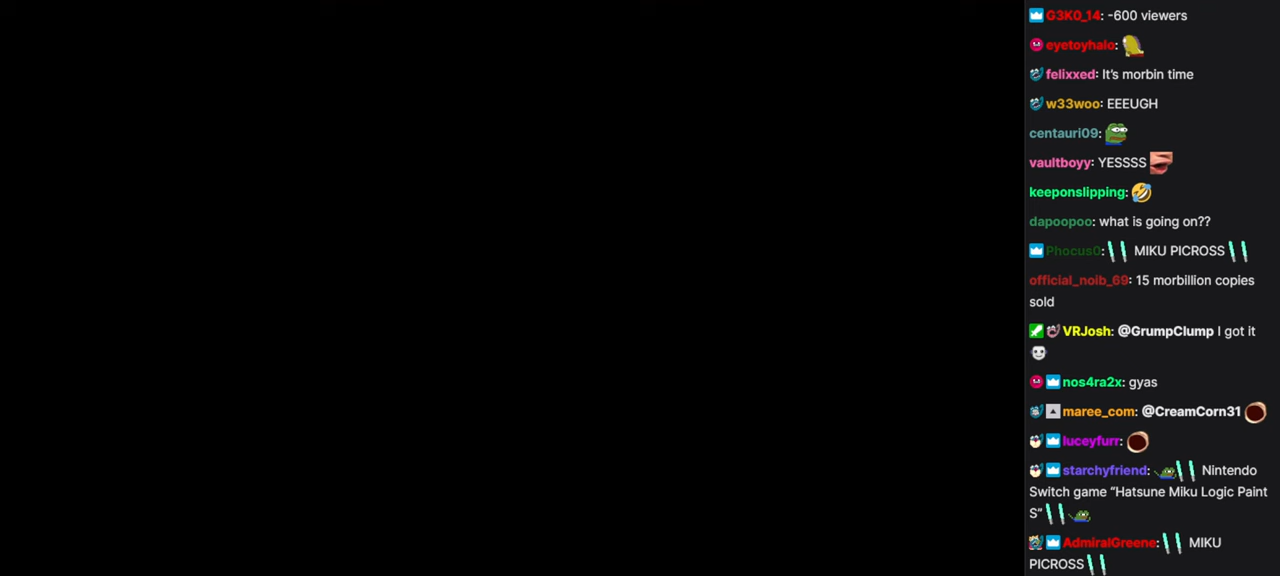 G3K0_14: -600 viewers
eyetoyhalo:
felixxed: It's morbin time
w33woo: EEEUGH
centauri09:
vaultboyy: YESSSS
keeponslipping:
dapoopoo: what is going on??
Phocus0: MIKU PICROSS
official_noib_69: 15 morbillion copies
sold
VRJosh: @GrumpClump I got it
nos4ra2x: gyas
maree_com: @CreamCorn31
luceyfurr:
starchyfriend: Nintendo
Switch game “Hatsune Miku Logic Paint
S”
AdmiralGreene: MIKU
PICROSS